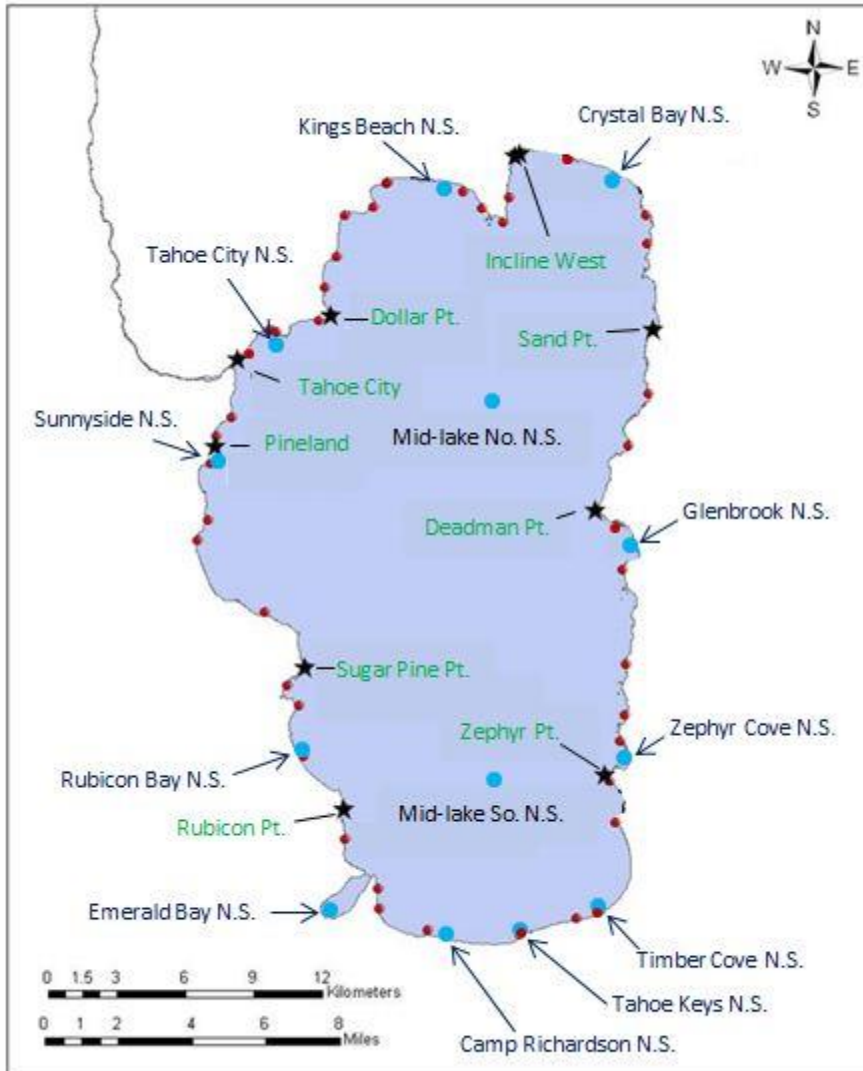 N
W E
S
Crystal Bay N.S.
Kings Beach N.S.
Tahoe City N.S.
Incline West
Dollar Pt.
Sand Pt.
Tahoe City
Sunnyside N.S.
Pineland
Mid-lake No. N.S.
Deadman Pt.
Glenbrook N.S.
Sugar Pine Pt.
Zephyr Pt.
Zephyr Cove N.S.
Rubicon Bay N.S.
Mid-lake So. N.S.
Rubicon Pt.
Emerald Bay N.S.
Timber Cove N.S.
Tahoe Keys N.S.
Camp Richardson N.S.
0 1.5 3 6 9 12
Kilometers
0 1 2 4 6 8
Miles